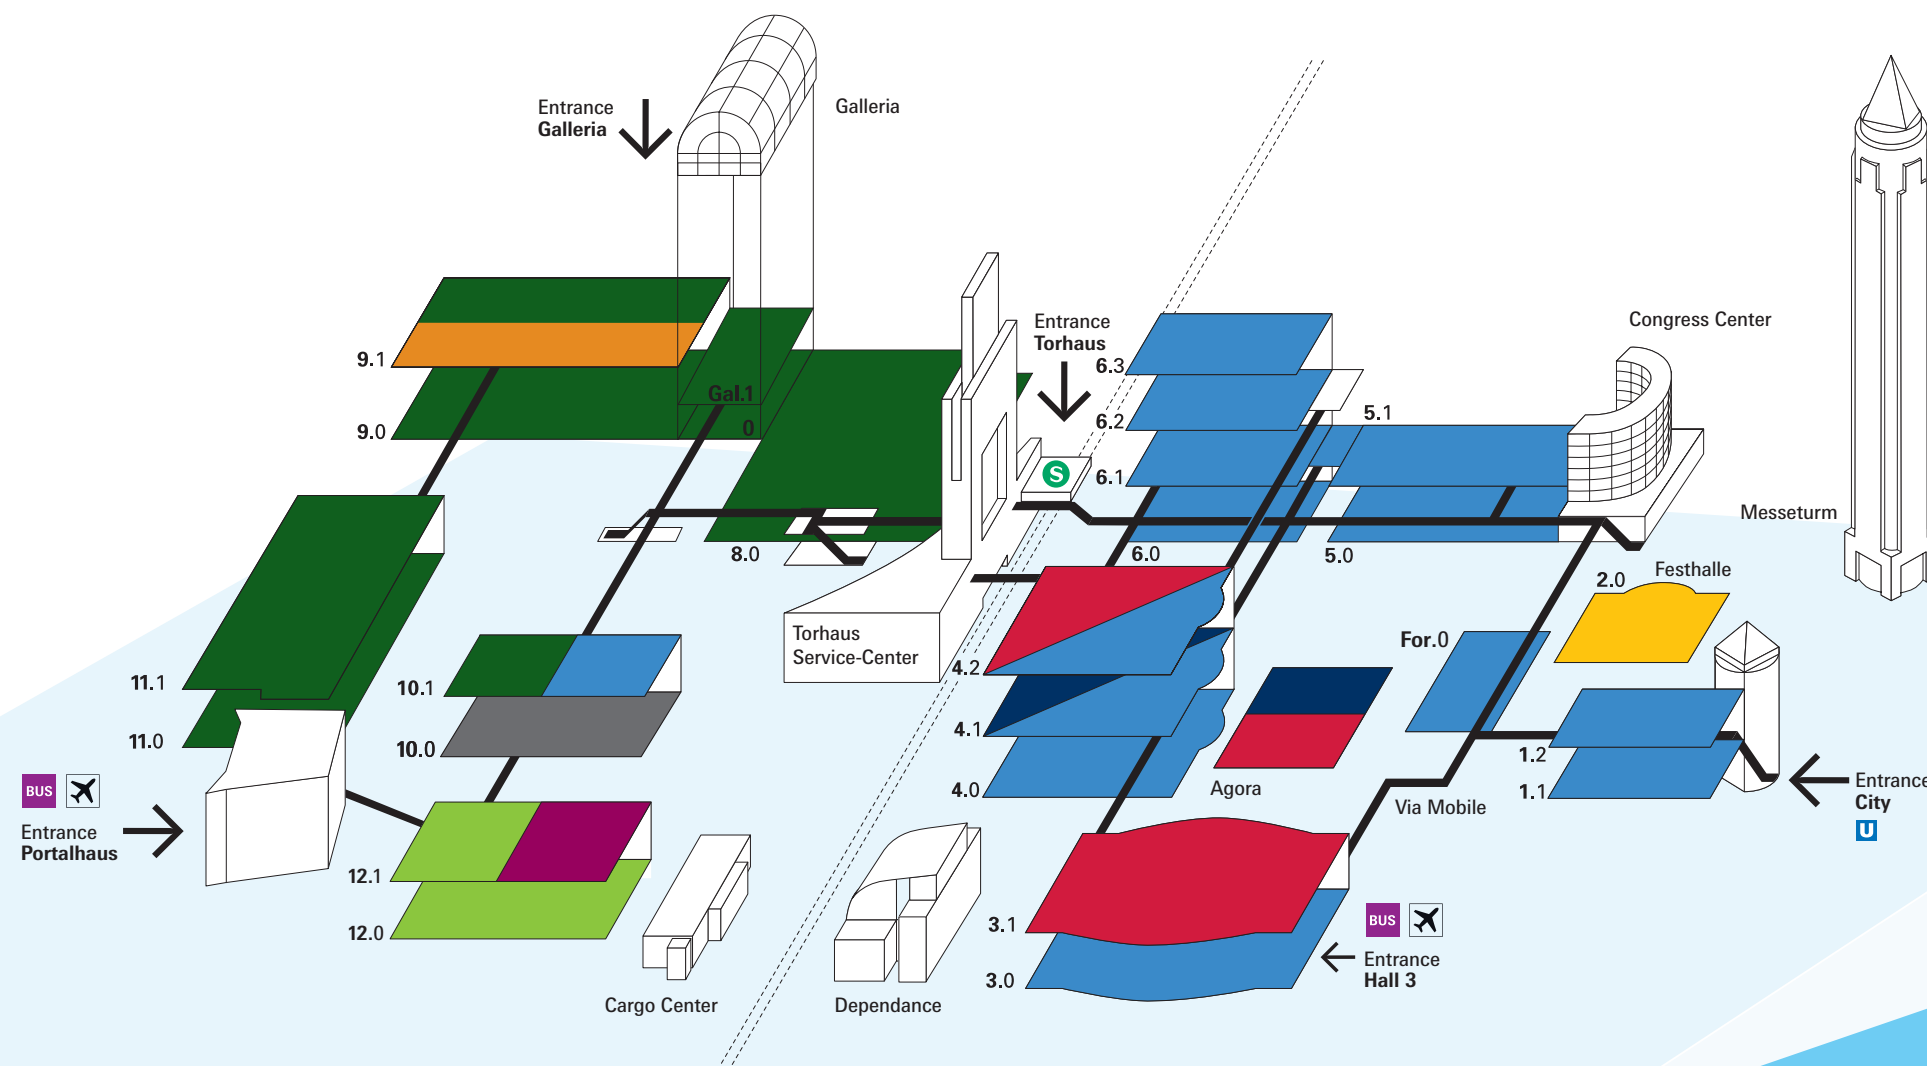 Entrance
Galleria
Galleria
Entrance
Torhaus
Congress Center
9.1
9.0
Gal.1
0
6.3
6.2
6.1
6.0
5.1
5.0
S
Messeturm
8.0
2.0
Festhalle
Torhaus
Service-Center
For.0
11.1
11.0
10.1
10.0
4.2
4.1
4.0
Agora
1.2
1.1
Via Mobile
BUS
Entrance
Portalhaus
Entrance
City
U
12.1
12.0
3.1
3.0
BUS
Entrance
Hall 3
Cargo Center
Dependance